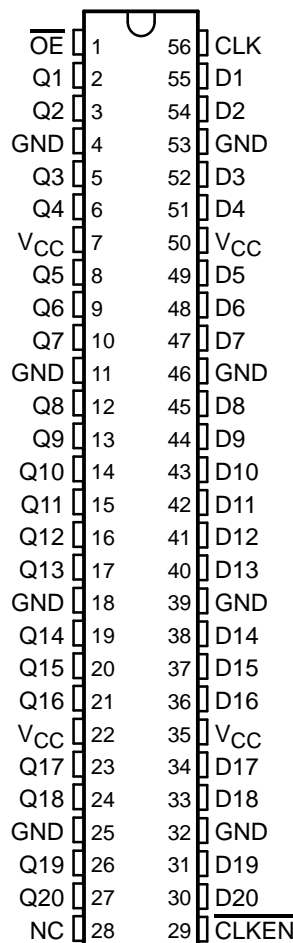 OE 1 56 CLK
Q1 2 55 D1
Q2 3 54 D2
GND 4 53 GND
Q3 5 52 D3
Q4 6 51 D4
VCC 7 50 VCC
Q5 8 49 D5
Q6 9 48 D6
Q7 10 47 D7
GND 11 46 GND
Q8 12 45 D8
Q9 13 44 D9
Q10 14 43 D10
Q11 15 42 D11
Q12 16 41 D12
Q13 17 40 D13
GND 18 39 GND
Q14 19 38 D14
Q15 20 37 D15
Q16 21 36 D16
VCC 22 35 VCC
Q17 23 34 D17
Q18 24 33 D18
GND 25 32 GND
Q19 26 31 D19
Q20 27 30 D20
NC 28 29 CLKEN